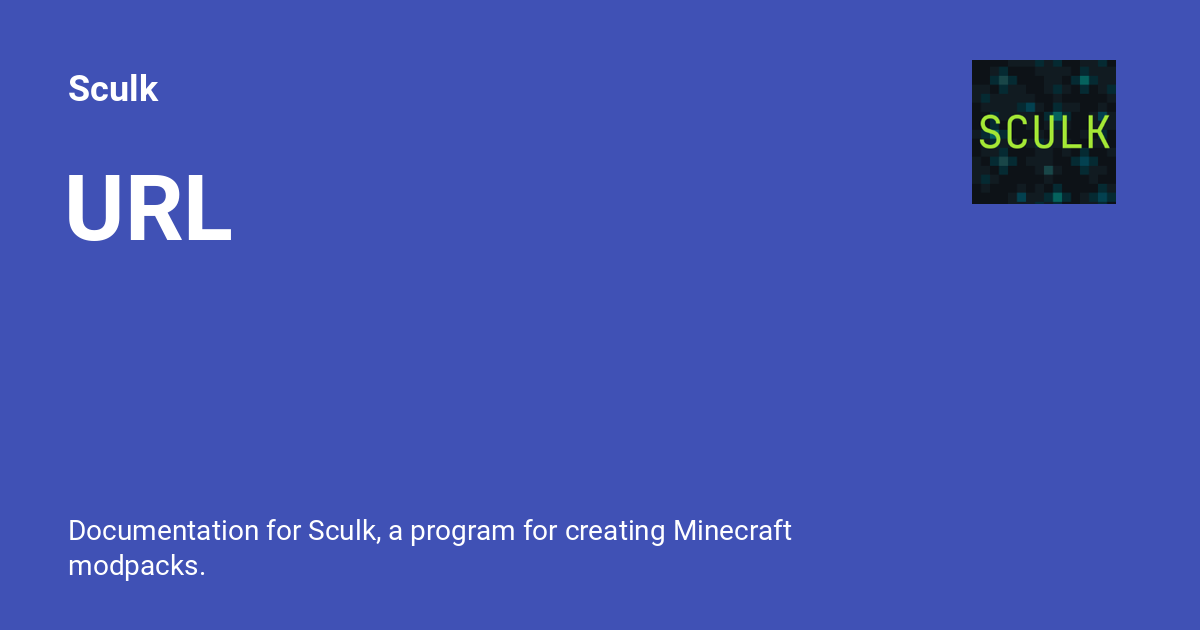 Sculk
SCULK
URL
Documentation for Sculk, a program for creating Minecraft
modpacks.